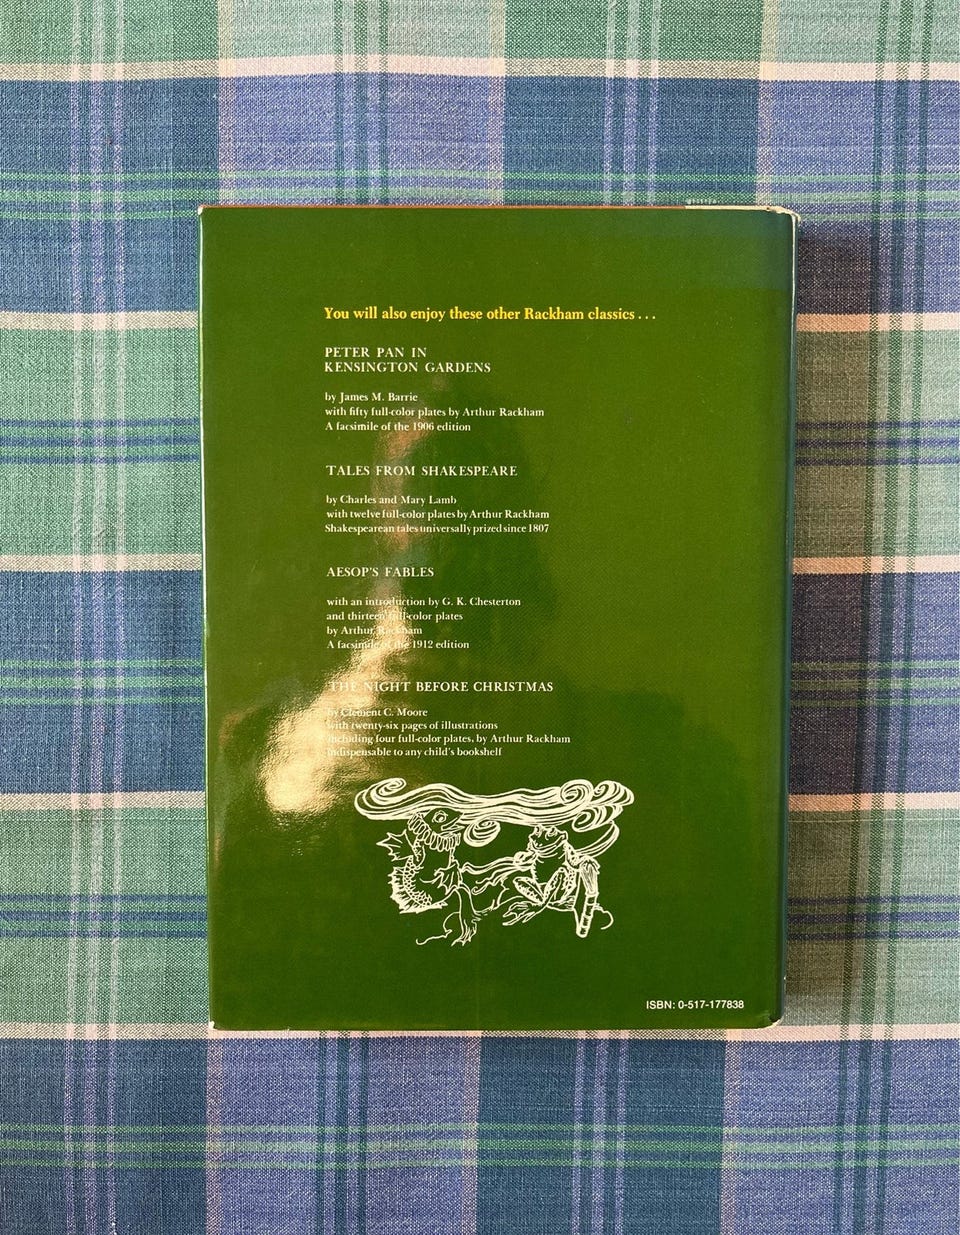 You will also enjoy these other Rackham classics . . .
PETER PAN IN
KENSINGTON GARDENS
by James M. Barrie
with fifty full-color plates by Arthur Rackham
A facsimile of the 1906 edition
TALES FROM SHAKESPEARE
by Charles and Mary Lamb
with twelve full-color plates by Arthur Rackham
Shakespearean tales universally prized since 1807
AESOP'S FABLES
with an introduction by G. K. Chesterton
and thirteen full-color plates
by Arthur Rackham
A facsimile of the 1912 edition
THE NIGHT BEFORE CHRISTMAS
by Clement C. Moore
with twenty-six pages of illustrations
including four full-color plates, by Arthur Rackham
Indispensable to any child's bookshelf
ISBN: 0-517-177838